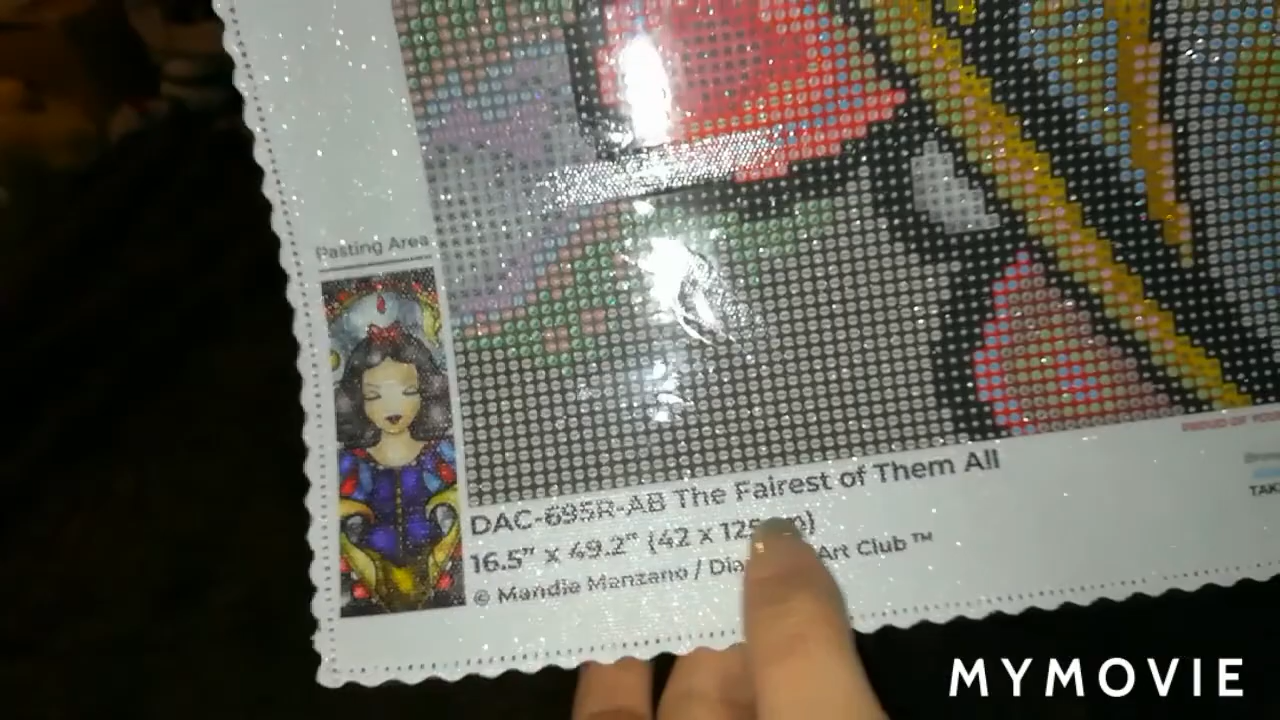 Pasting Area
DAC-695R-AB The Fairest of Them All
16.5" x 49.2" (42 x 125
© Mandie Manzano / Dia Art Club™
TAK
MYMOVIE